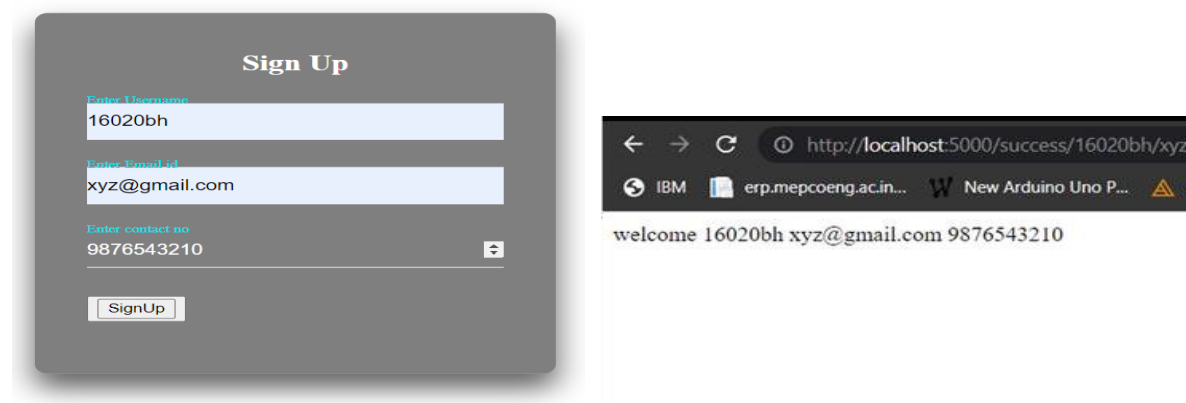 Sign Up
Enter Username
16020bh
Enter Email id
xyz@gmail.com
Enter contact no
9876543210
SignUp
http://localhost:5000/success/16020bh/xyz
IBM erp.mepcoeng.ac.in... New Arduino Uno P...
welcome 16020bh xyz@gmail.com 9876543210